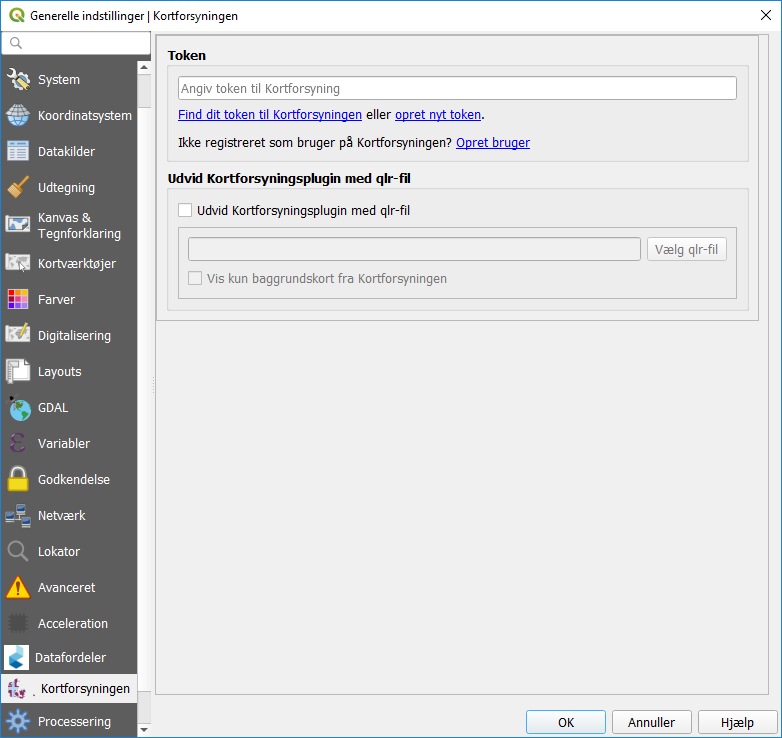 Generelle indstillinger | Kortforsyningen
System
Koordinatsystem
Datakilder
Udtegning
Kanvas &
Tegnforklaring
Kortværktøjer
Farver
Digitalisering
Layouts
GDAL
Variabler
Godkendelse
Netværk
Lokator
Avanceret
Acceleration
Datafordeler
Kortforsyningen
Processering
Token
Angiv token til Kortforsyning
Find dit token til Kortforsyningen eller opret nyt token.
Ikke registreret som bruger på Kortforsyningen? Opret bruger
Udvid Kortforsyningsplugin med qlr-fil
Udvid Kortforsyningsplugin med qlr-fil
Vælg qlr-fil
Vis kun baggrundskort fra Kortforsyningen
OK Annuller Hjælp